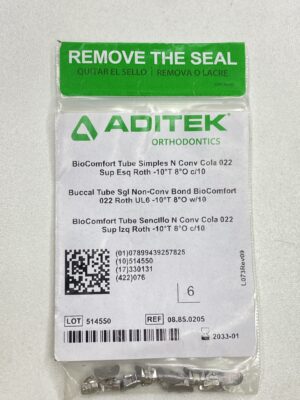 REMOVE THE SEAL
QUITAR EL SELLO | REMOVA O LACRE
ADITEK
ORTHODONTICS
BioComfort Tube Simples N Conv Cola 022
Sup Esq Roth -10°T 8°O c/10
Buccal Tube Sgl Non-Conv Bond BioComfort
022 Roth UL6 -10°T 8°O w/10
BioComfort Tube Sencillo N Conv Cola 022
Sup Izq Roth -10°T 8°O c/10
(01)07899439257825
(10)514550
(17)330131
(422)076
6
L073Rev09
LOT 514550
REF 08.85.0205
2033-01